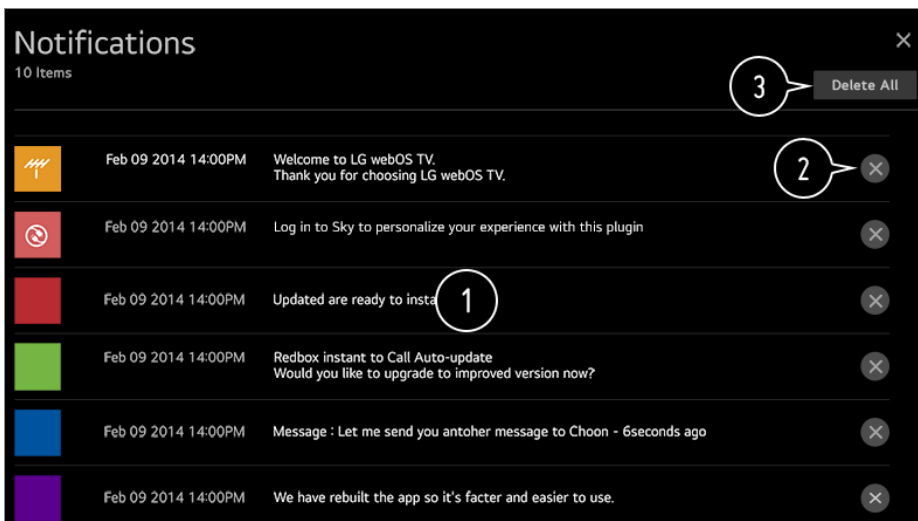 Notifications
10 Items
3
Delete All
Feb 09 2014 14:00PM
Welcome to LG webOS TV.
Thank you for choosing LG webOS TV.
2
Feb 09 2014 14:00PM
Log in to Sky to personalize your experience with this plugin
Feb 09 2014 14:00PM
Updated are ready to insta
1
Feb 09 2014 14:00PM
Redbox instant to Call Auto-update
Would you like to upgrade to improved version now?
Feb 09 2014 14:00PM
Message : Let me send you antoher message to Choon - 6seconds ago
Feb 09 2014 14:00PM
We have rebuilt the app so it's facter and easier to use.